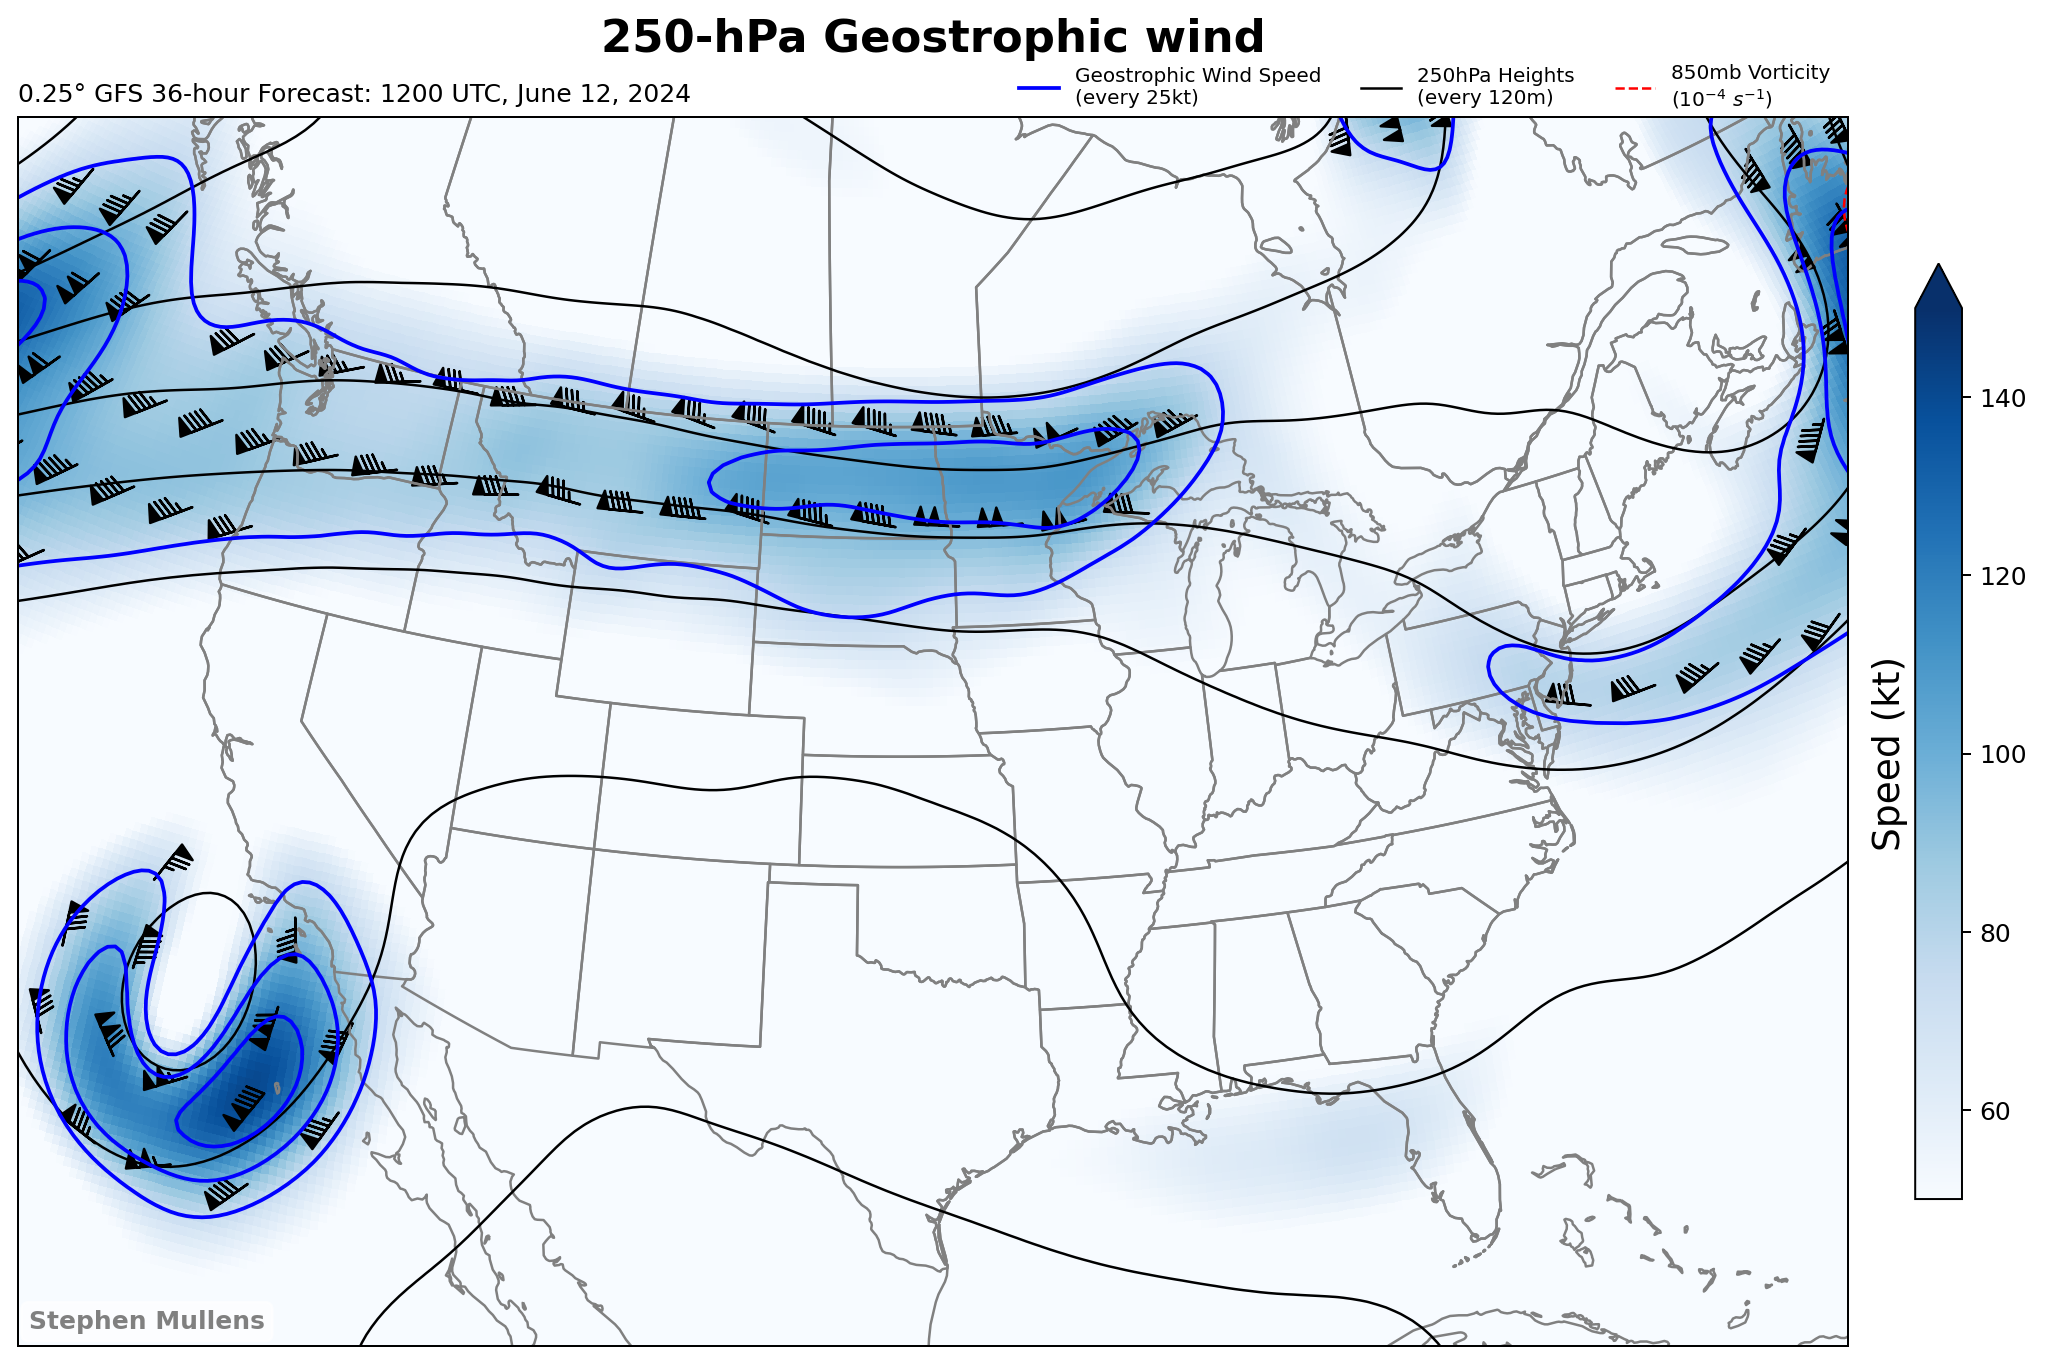 250-hPa Geostrophic wind
0.25° GFS 36-hour Forecast: 1200 UTC, June 12, 2024
Geostrophic Wind Speed
(every 25kt)
250hPa Heights
(every 120m)
850mb Vorticity
(10⁻⁴ s⁻¹)
140
120
100
80
60
Speed (kt)
Stephen Mullens